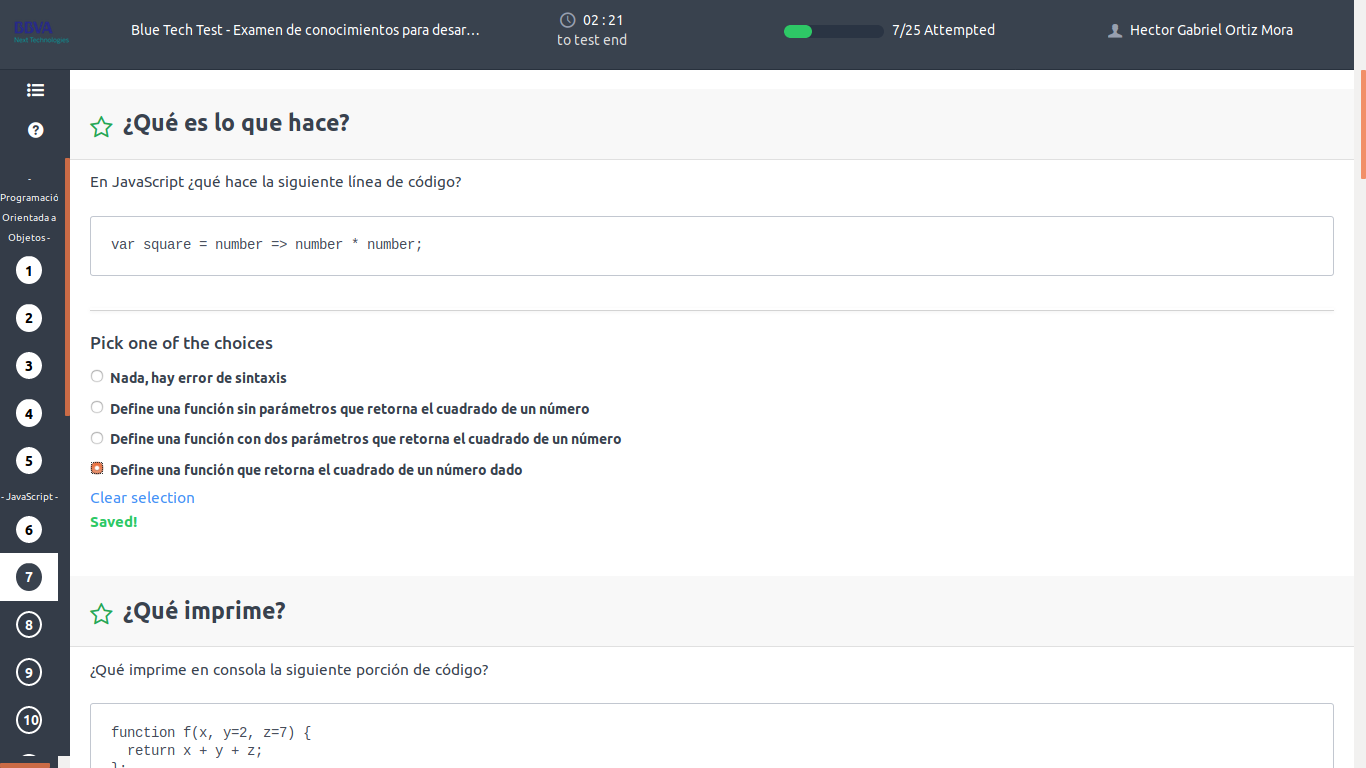 BBVA
Next Technologies
Blue Tech Test - Examen de conocimientos para desar...
02 : 21
to test end
7/25 Attempted
Hector Gabriel Ortiz Mora
-
Programació
Orientada a
Objetos -
1
2
3
4
5
- JavaScript -
6
7
8
9
10
¿Qué es lo que hace?
En JavaScript ¿qué hace la siguiente línea de código?
var square = number => number * number;
Pick one of the choices
Nada, hay error de sintaxis
Define una función sin parámetros que retorna el cuadrado de un número
Define una función con dos parámetros que retorna el cuadrado de un número
Define una función que retorna el cuadrado de un número dado
Clear selection
Saved!
¿Qué imprime?
¿Qué imprime en consola la siguiente porción de código?
function f(x, y=2, z=7) {
return x + y + z;
};